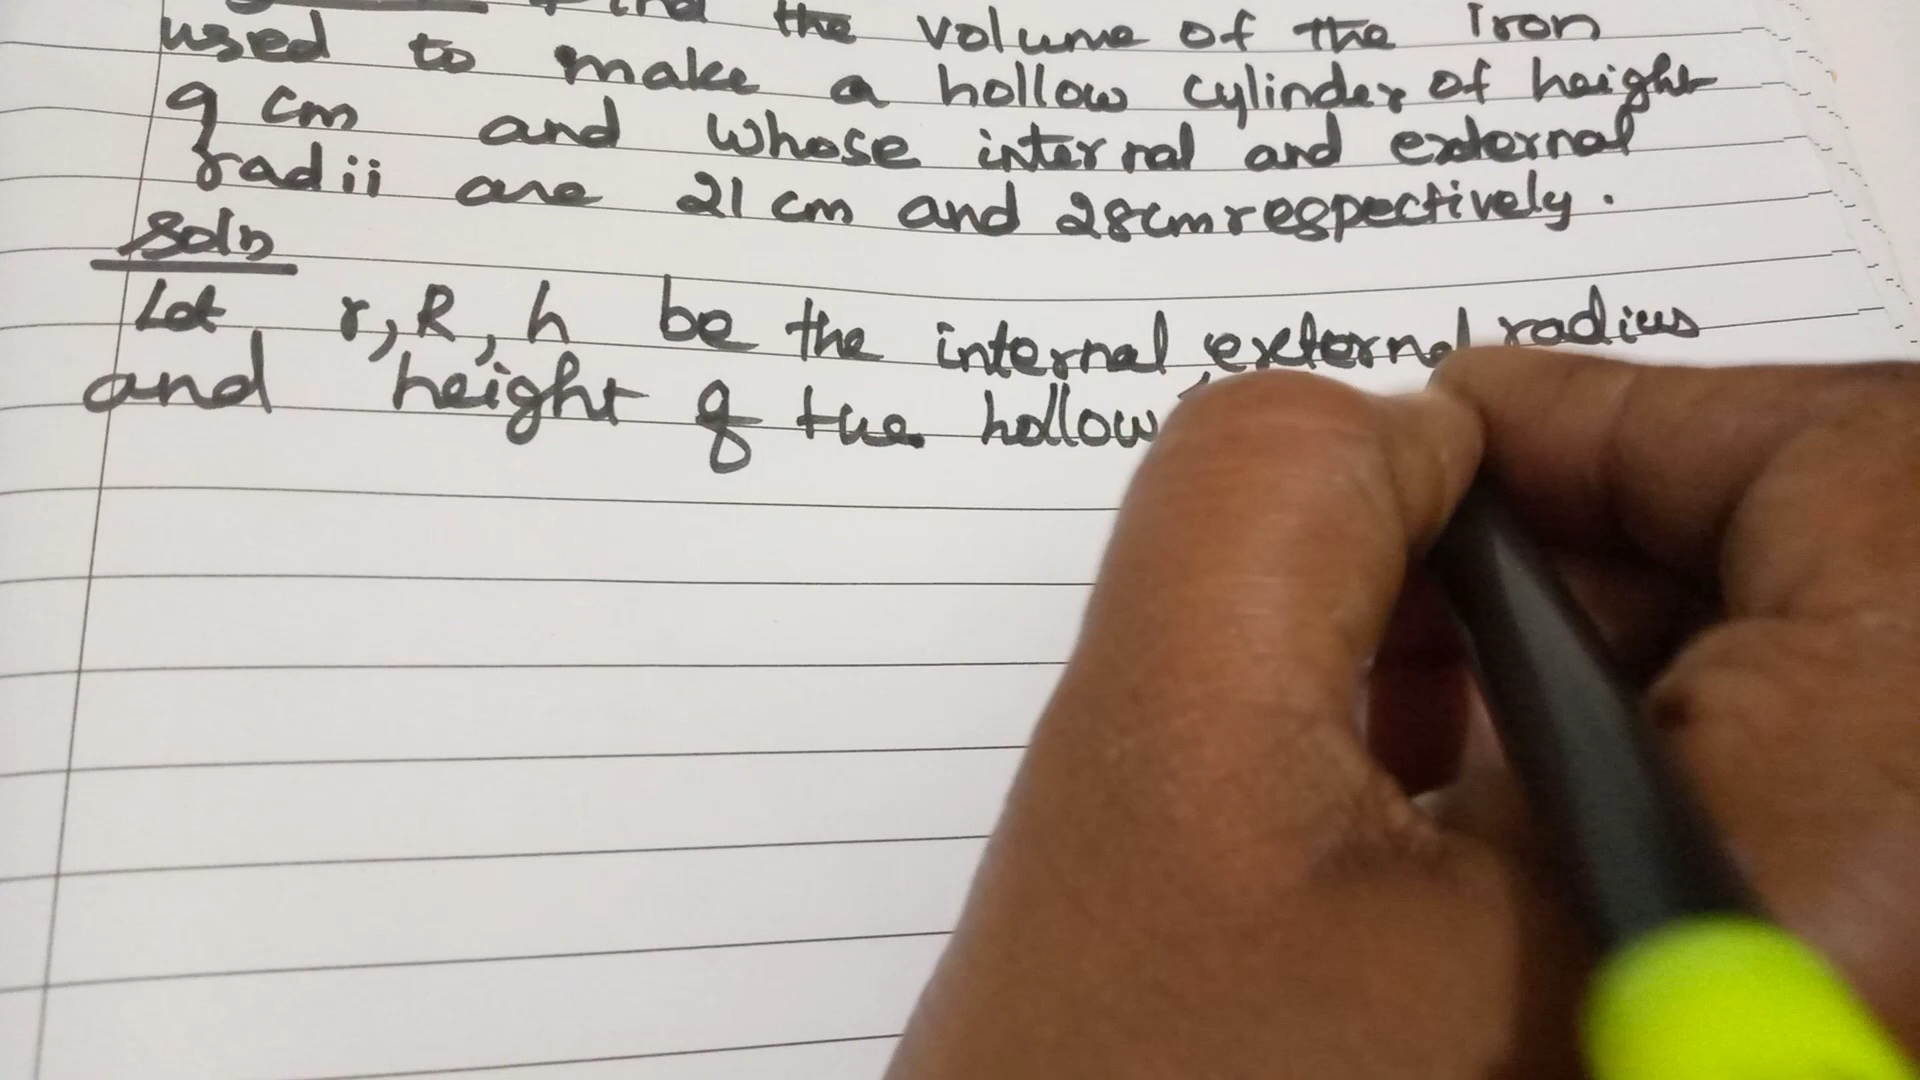 Find the volume of the iron
used to make a hollow cylinder of height
9 cm and whose internal and external
radii are 21 cm and 28cm respectively.
Soln
Let r, R, h be the internal external radius
and height of the hollow